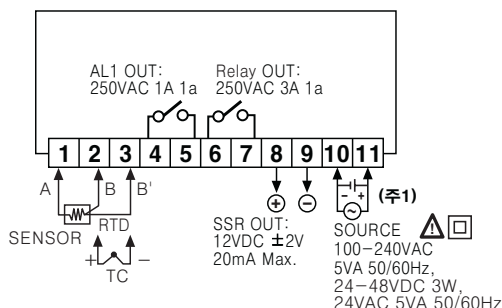 AL1 OUT:
250VAC 1A 1a
Relay OUT:
250VAC 3A 1a
1 2 3 4 5 6 7 8 9 10 11
A B B'
SENSOR
RTD
+ −
TC
+ −
SSR OUT:
12VDC ±2V
20mA Max.
− +
(주1)
SOURCE
100-240VAC
5VA 50/60Hz,
24-48VDC 3W,
24VAC 5VA 50/60Hz